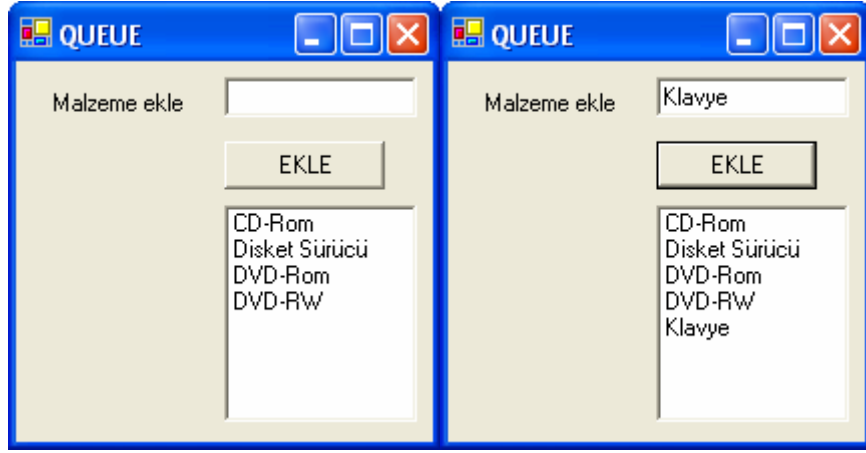 QUEUE
Malzeme ekle
EKLE
CD-Rom
Disket Sürücü
DVD-Rom
DVD-RW
QUEUE
Malzeme ekle
Klavye
EKLE
CD-Rom
Disket Sürücü
DVD-Rom
DVD-RW
Klavye